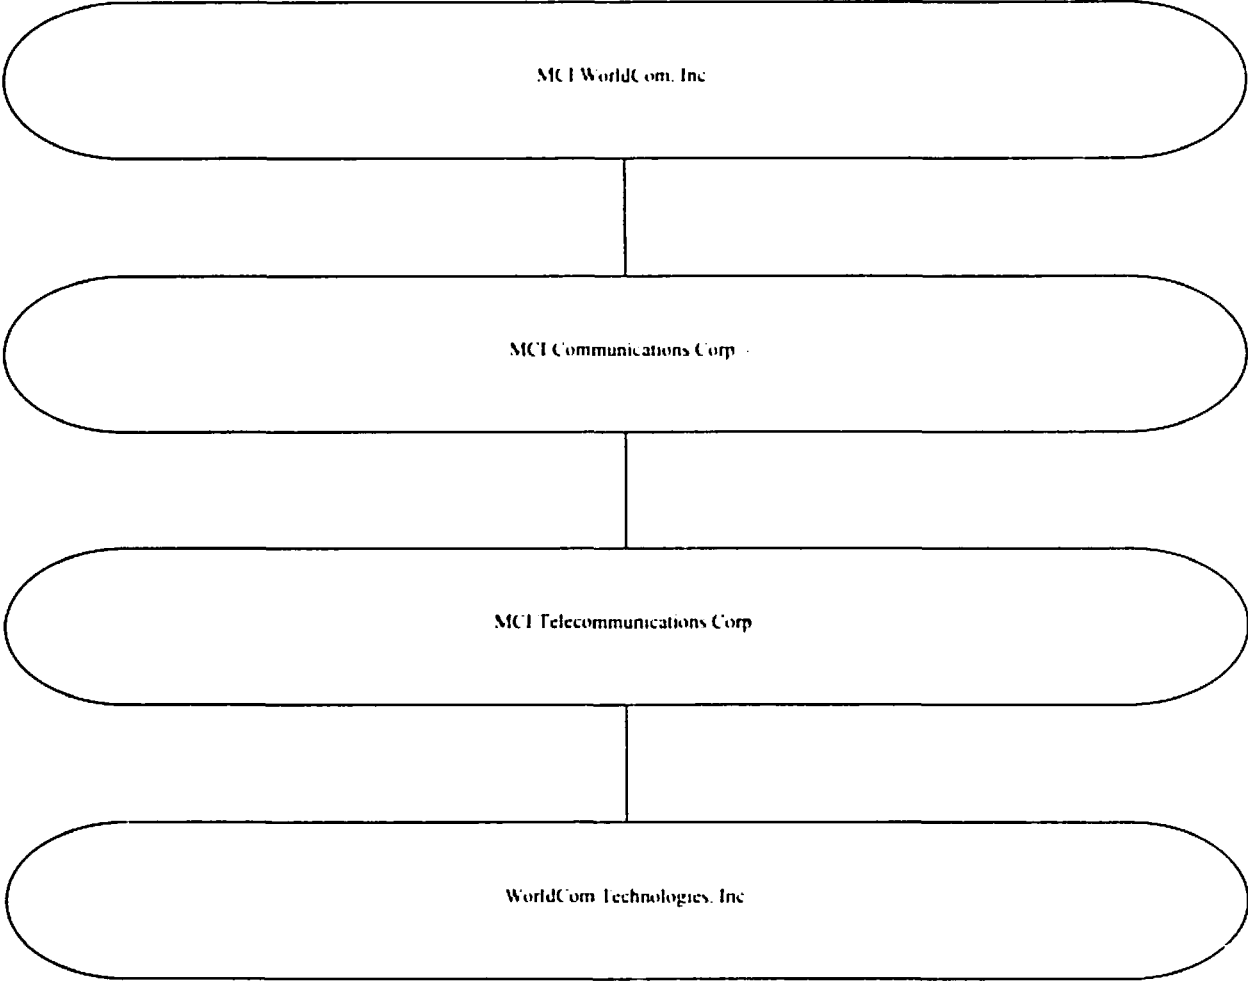 MCI WorldCom, Inc
MCI Communications Corp
MCI Telecommunications Corp
WorldCom Technologies, Inc